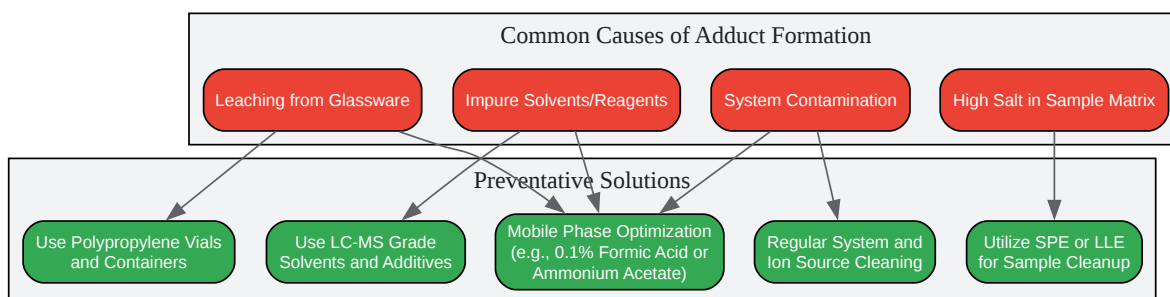 Common Causes of Adduct Formation
Leaching from Glassware
Impure Solvents/Reagents
System Contamination
High Salt in Sample Matrix
Preventative Solutions
Use Polypropylene Vials
and Containers
Use LC-MS Grade
Solvents and Additives
Mobile Phase Optimization
(e.g., 0.1% Formic Acid or
Ammonium Acetate)
Regular System and
Ion Source Cleaning
Utilize SPE or LLE
for Sample Cleanup